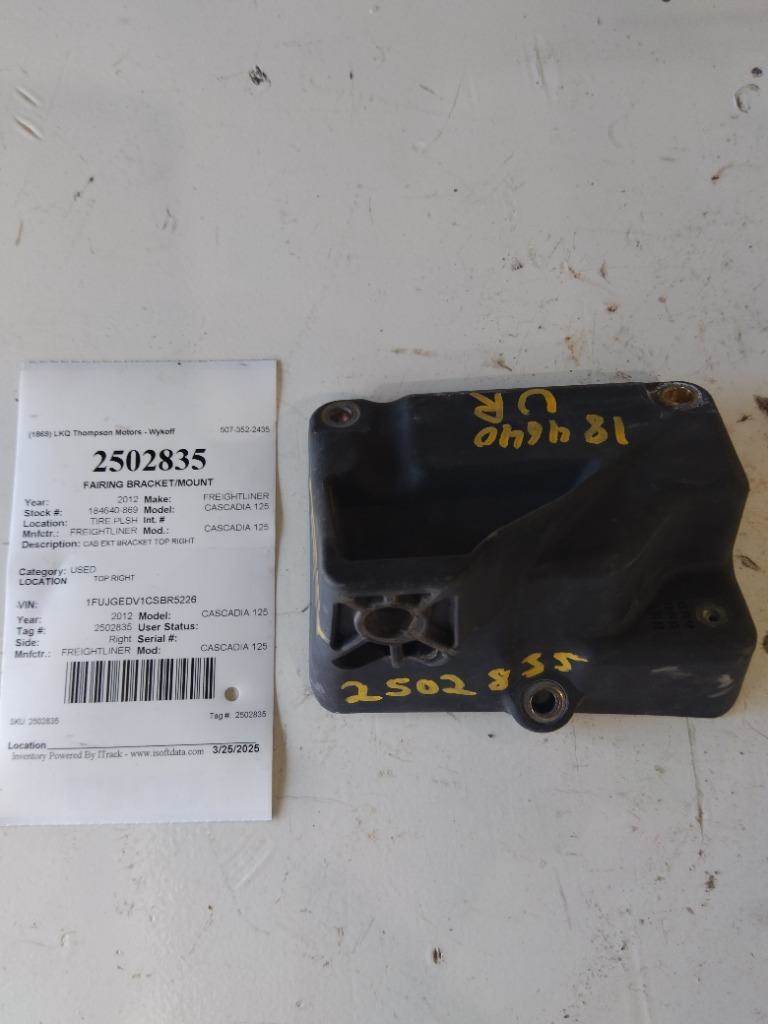 (1869) LKQ Thompson Motors - Wykoff 507-352-2435
2502835
FAIRING BRACKET/MOUNT
Year: 2012 Make: FREIGHTLINER
Stock #: 184640-869 Model: CASCADIA 125
Location: TIRE PLSH Int. #
Mnfctr.: FREIGHTLINER Mod.: CASCADIA 125
Description: CAB EXT BRACKET TOP RIGHT
Category: USED
LOCATION TOP RIGHT
VIN: 1FUJGEDV1CSBR5226
Year: 2012 Model: CASCADIA 125
Tag #: 2502835 User Status:
Side: Right Serial #:
Mnfctr.: FREIGHTLINER Mod: CASCADIA 125
SKU: 2502835 Tag #: 2502835
Location
Inventory Powered By ITrack - www.isoftdata.com 3/25/2025
184640
UR
2502835